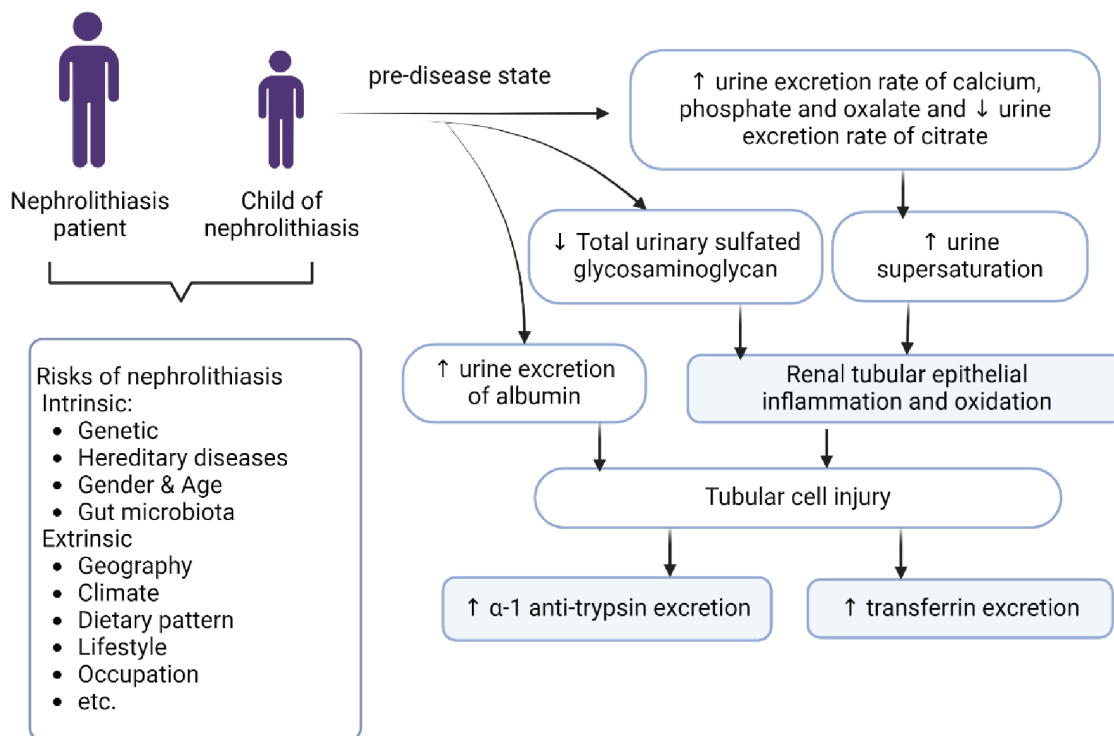 pre-disease state
↑ urine excretion rate of calcium,
phosphate and oxalate and ↓ urine
excretion rate of citrate
Nephrolithiasis
patient
Child of
nephrolithiasis
↓ Total urinary sulfated
glycosaminoglycan
↑ urine
supersaturation
↑ urine excretion
of albumin
Renal tubular epithelial
inflammation and oxidation
Tubular cell injury
↑ α-1 anti-trypsin excretion
↑ transferrin excretion
Risks of nephrolithiasis
Intrinsic:
• Genetic
• Hereditary diseases
• Gender & Age
• Gut microbiota
Extrinsic
• Geography
• Climate
• Dietary pattern
• Lifestyle
• Occupation
• etc.